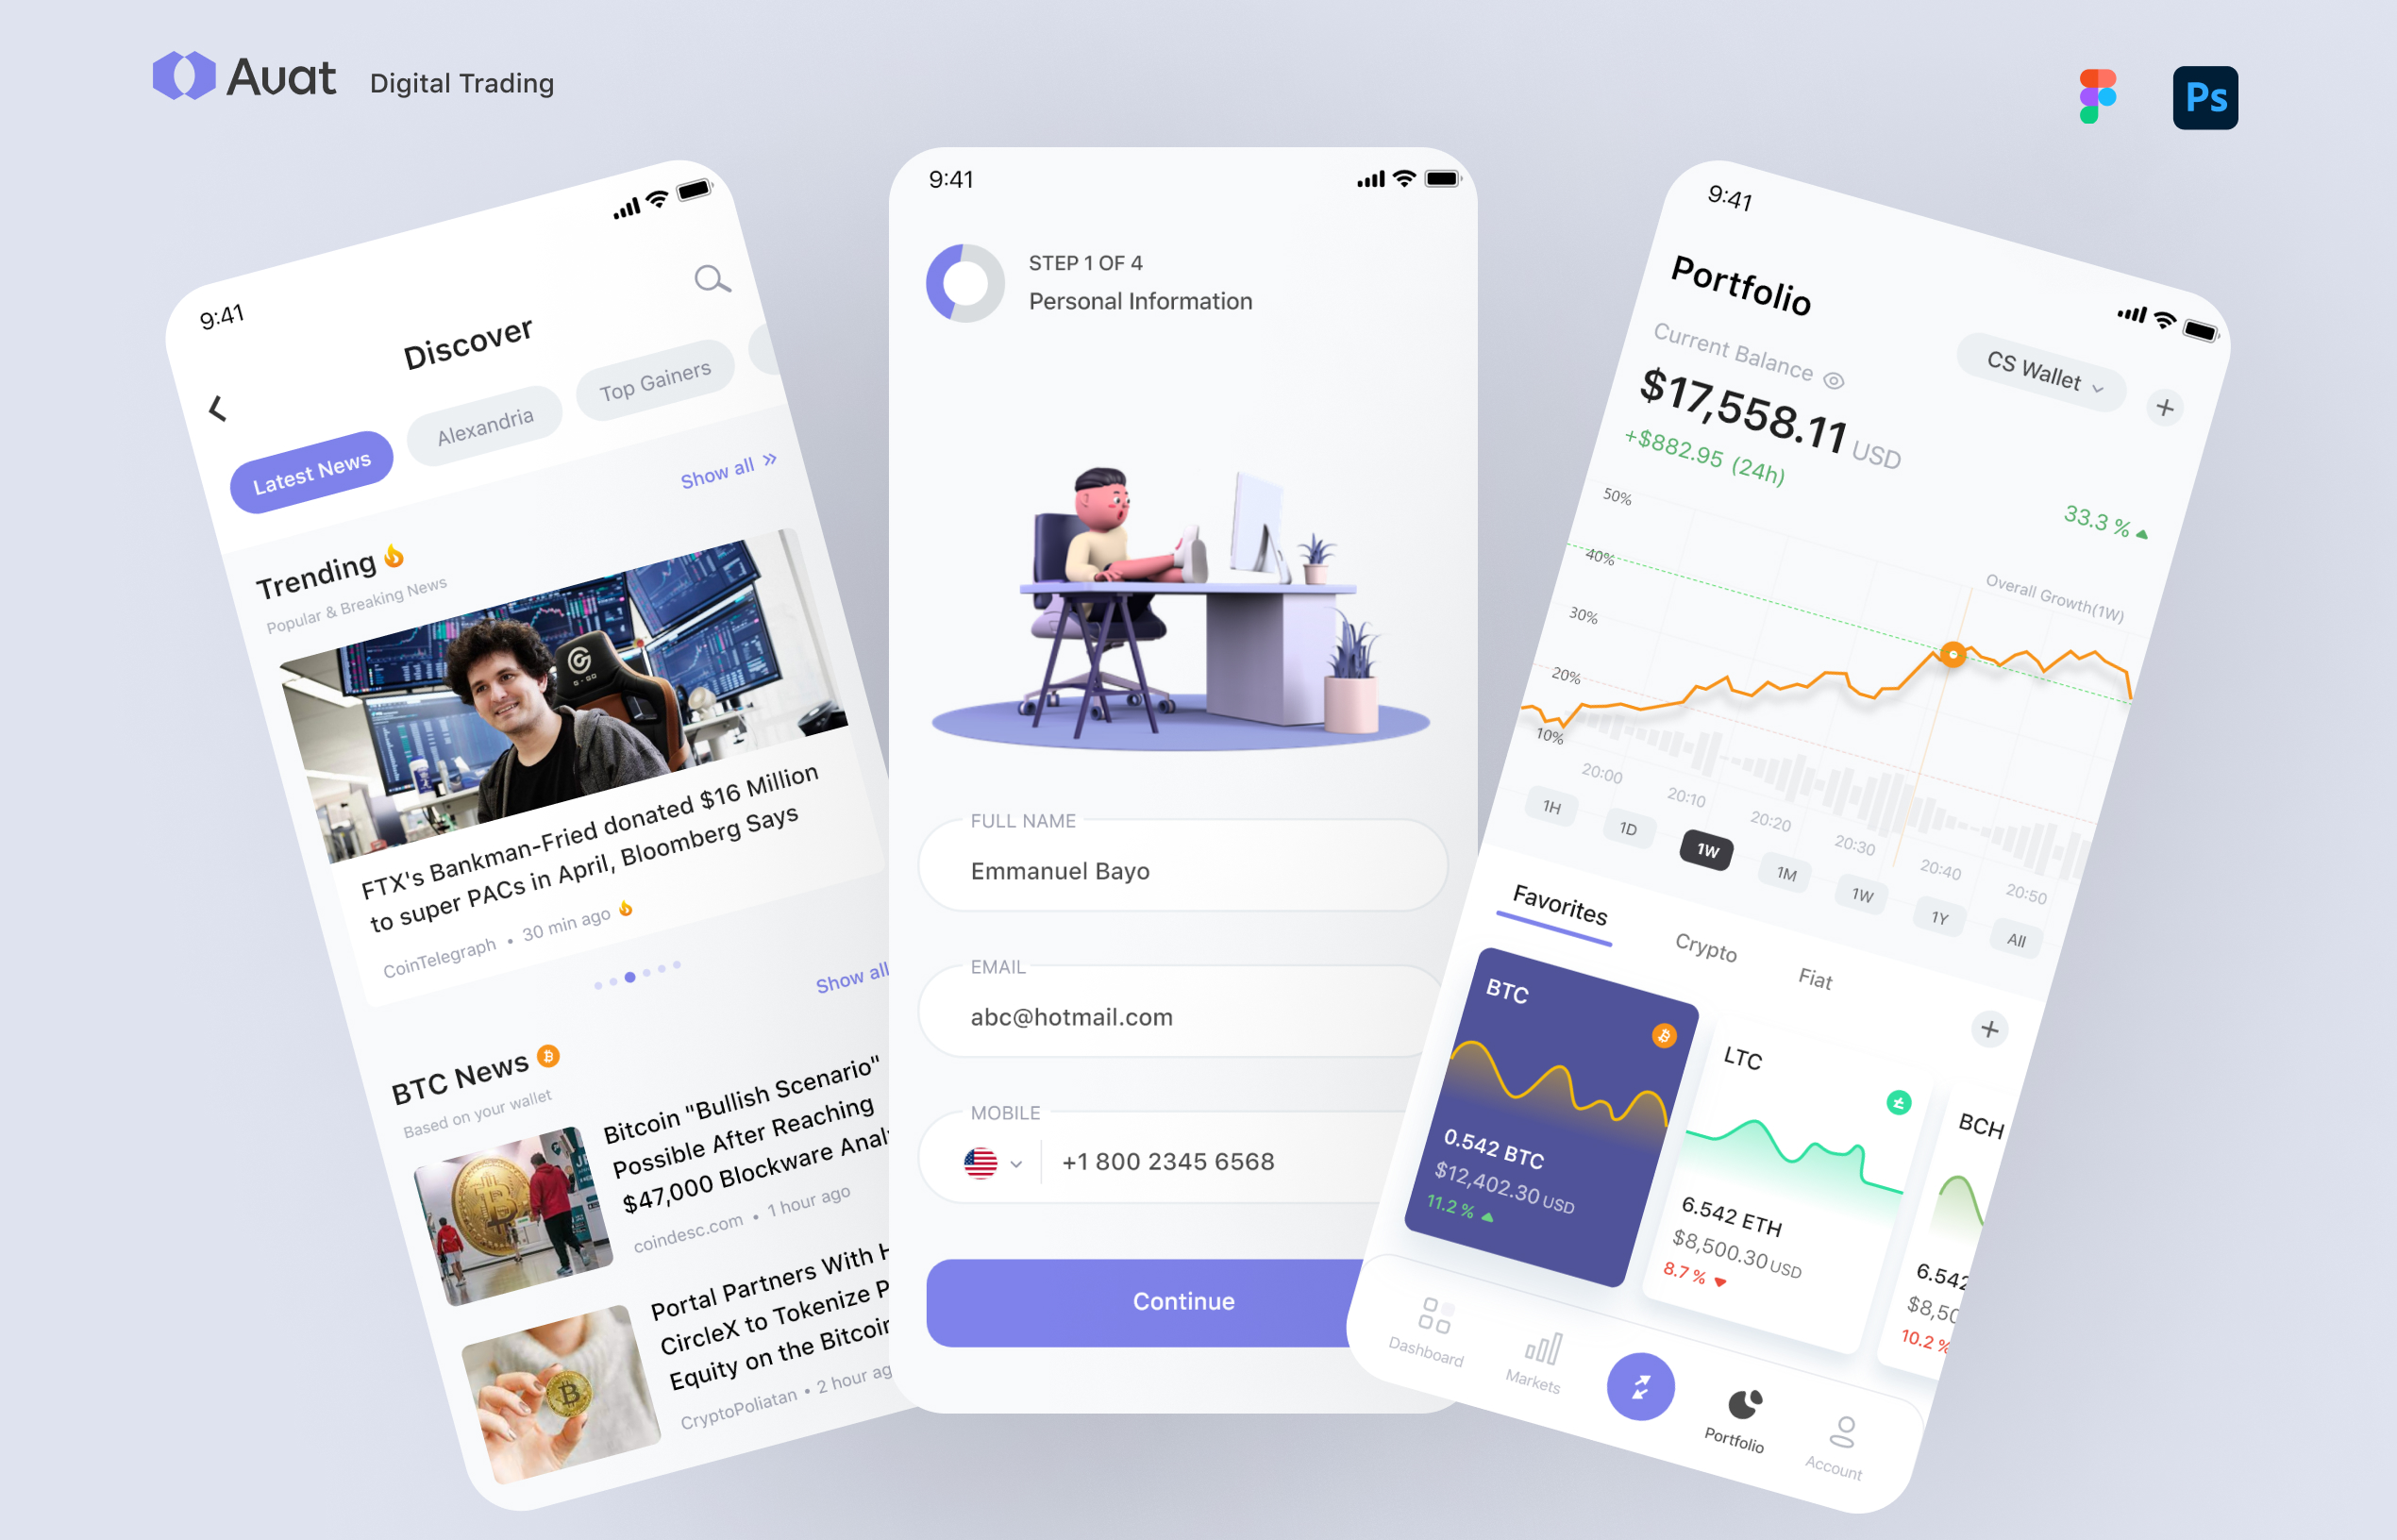 Auat
Digital Trading
Ps
9:41
Discover
Latest News
Alexandria
Top Gainers
Trending
Show all
Popular & Breaking News
G-GO
FTX's Bankman-Fried donated $16 Million
to super PACs in April, Bloomberg Says
CoinTelegraph • 30 min ago
BTC News
Show all
Based on your wallet
Bitcoin "Bullish Scenario"
Possible After Reaching
$47,000 Blockware Anal
coindesc.com • 1 hour ago
Portal Partners With H
CircleX to Tokenize P
Equity on the Bitcoin
CryptoPoliatan • 2 hour ag
9:41
STEP 1 OF 4
Personal Information
FULL NAME
Emmanuel Bayo
EMAIL
abc@hotmail.com
MOBILE
+1 800 2345 6568
Continue
9:41
Portfolio
CS Wallet
Current Balance
$17,558.11 USD
+$882.95 (24h)
33.3 %
Overall Growth(1W)
50%
40%
30%
20%
10%
20:00
20:10
20:20
20:30
20:40
20:50
1H
1D
1W
1M
1W
1Y
All
Favorites
Crypto
Fiat
BTC
0.542 BTC
$12,402.30 USD
11.2 %
LTC
6.542 ETH
$8,500.30 USD
8.7 %
BCH
6.542
$8,50
10.2 %
Dashboard
Markets
Portfolio
Account